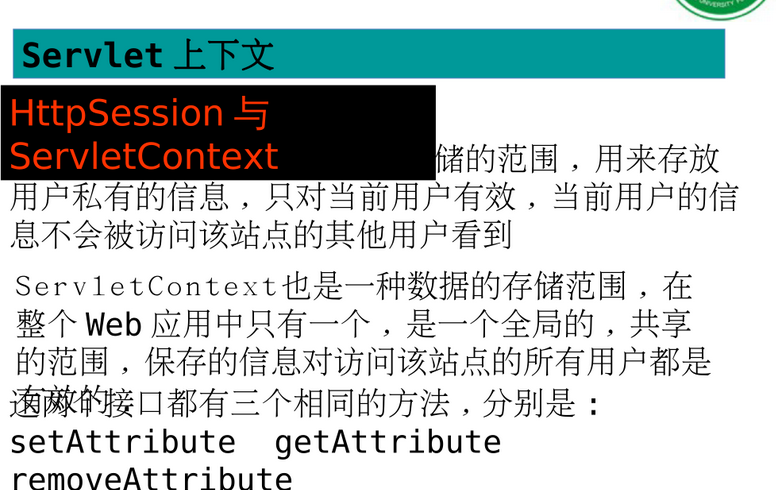 Servlet 上下文
HttpSession 与
ServletContext
储的范围，用来存放
用户私有的信息，只对当前用户有效，当前用户的信
息不会被访问该站点的其他用户看到
ServletContext也是一种数据的存储范围，在
整个 Web 应用中只有一个，是一个全局的，共享
的范围，保存的信息对访问该站点的所有用户都是
有效的.
这两个接口都有三个相同的方法，分别是：
setAttribute getAttribute
removeAttribute